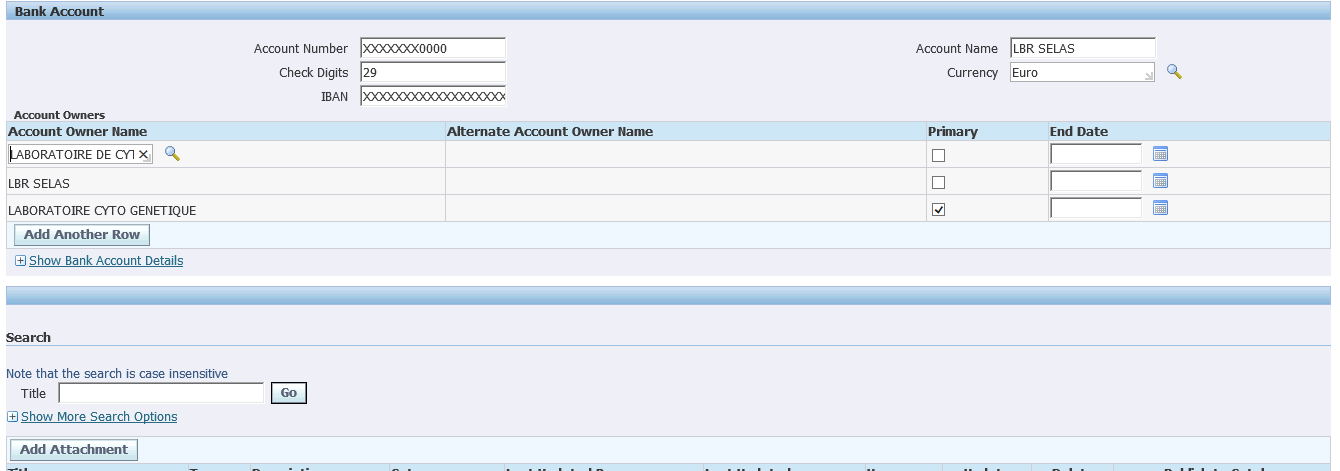 Bank Account
Account Number XXXXXXX0000 Account Name LBR SELAS
Check Digits 29 Currency Euro
IBAN XXXXXXXXXXXXXXXXXX
Account Owners
Account Owner Name Alternate Account Owner Name Primary End Date
LABORATOIRE DE CYT
LBR SELAS
LABORATOIRE CYTO GENETIQUE
Add Another Row
Show Bank Account Details
Search
Note that the search is case insensitive
Title Go
Show More Search Options
Add Attachment